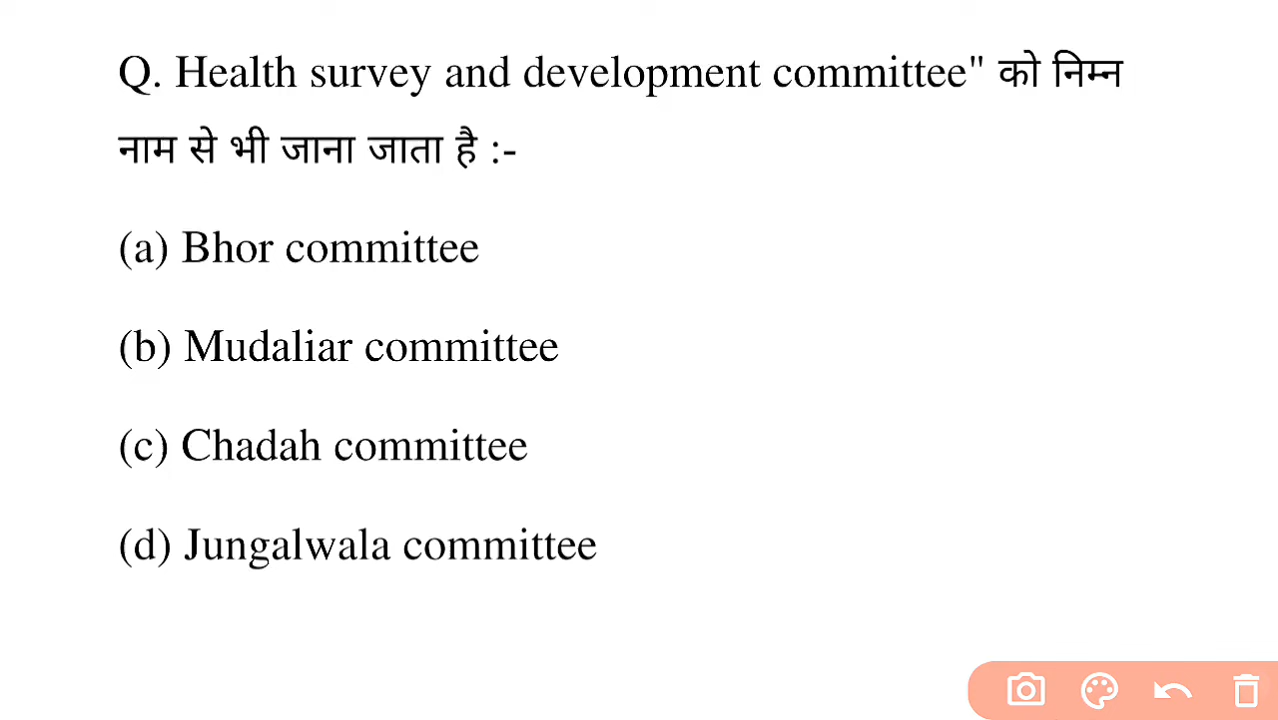 Q. Health survey and development committee" को निम्न
नाम से भी जाना जाता है :-
(a) Bhor committee
(b) Mudaliar committee
(c) Chadah committee
(d) Jungalwala committee